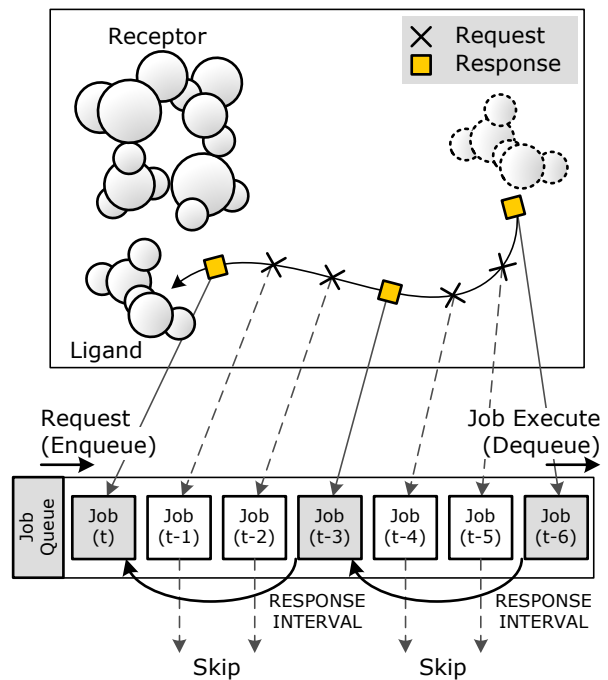 Receptor
Request
Response
Ligand
Request
(Enqueue)
Job Execute
(Dequeue)
Job
Queue
Job
(t)
Job
(t-1)
Job
(t-2)
Job
(t-3)
Job
(t-4)
Job
(t-5)
Job
(t-6)
RESPONSE
INTERVAL
RESPONSE
INTERVAL
Skip
Skip